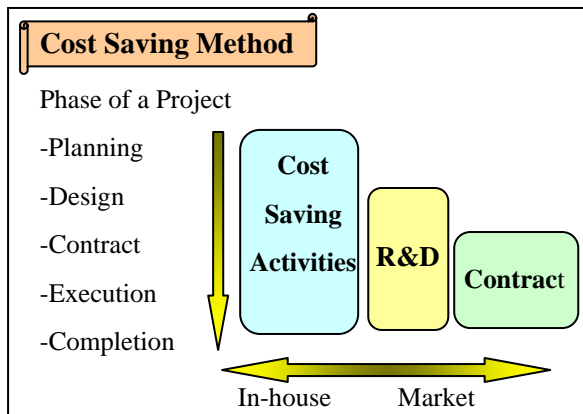 Cost Saving Method
Phase of a Project
-Planning
-Design
-Contract
-Execution
-Completion
Cost
Saving
Activities
R&D
Contract
In-house Market